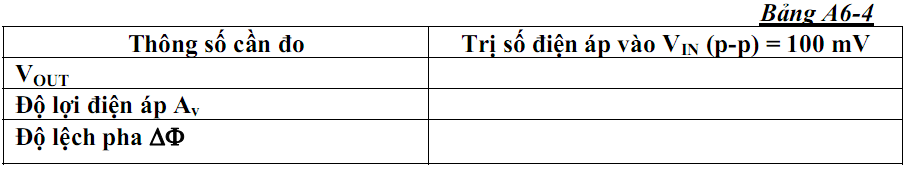 Bảng A6-4
Thông số cần đo Trị số điện áp vào VIN (p-p) = 100 mV
VOUT
Độ lợi điện áp Av
Độ lệch pha ΔΦ